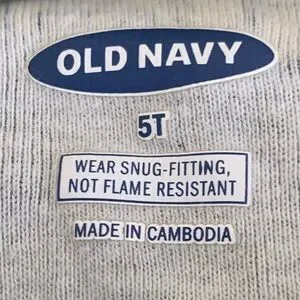 OLD NAVY
5T
WEAR SNUG-FITTING,
NOT FLAME RESISTANT
MADE IN CAMBODIA